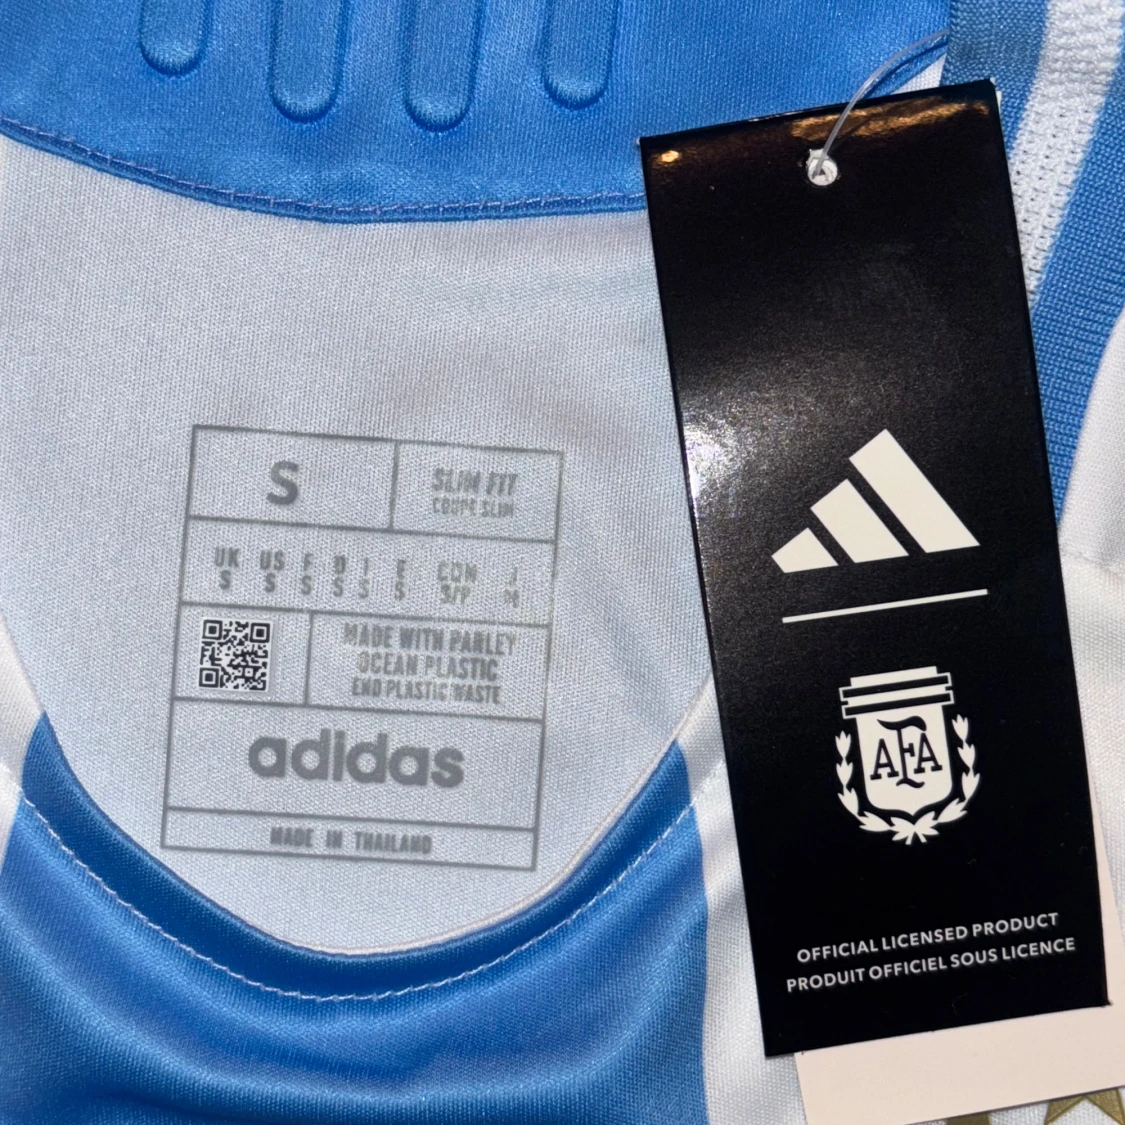 S
SLIM FIT
COUPE SLIM
UK US F D I E CDN J
S S S S S S S/P M
MADE WITH PARLEY
OCEAN PLASTIC
END PLASTIC WASTE
adidas
MADE IN THAILAND
AFA
OFFICIAL LICENSED PRODUCT
PRODUIT OFFICIEL SOUS LICENCE